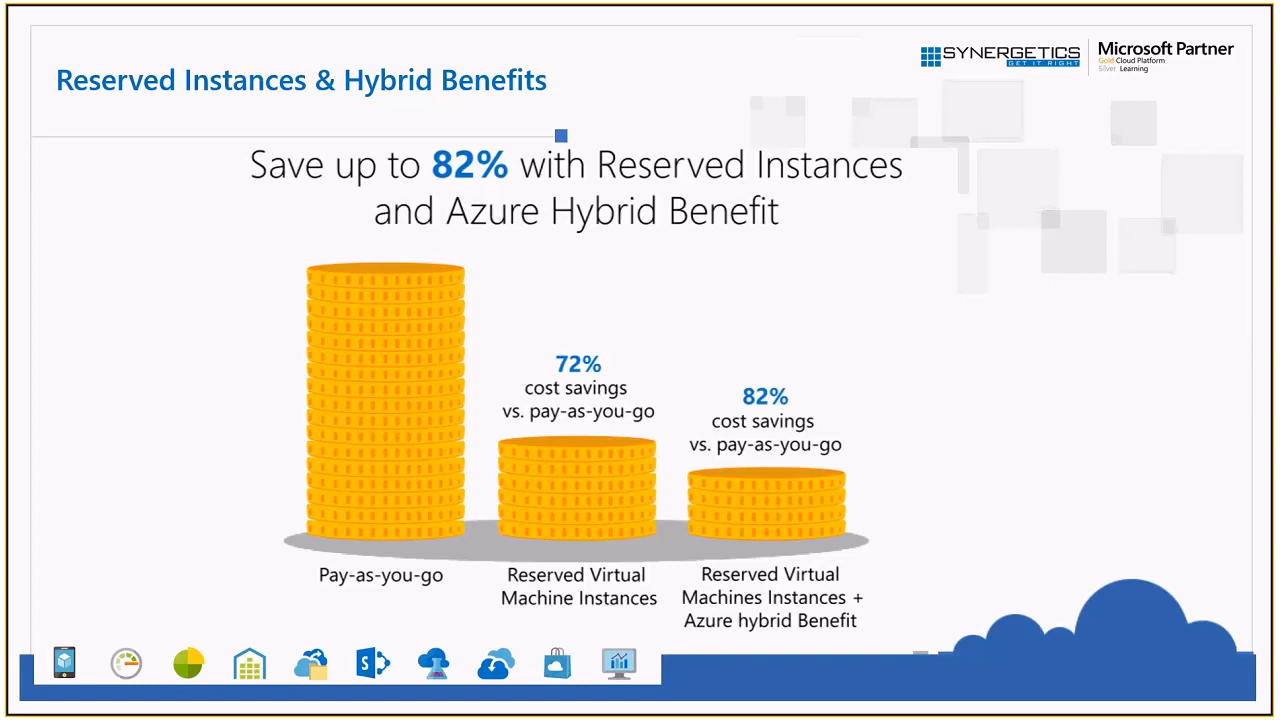 SYNERGETICS
GET IT RIGHT
Microsoft Partner
Gold Cloud Platform
Silver Learning
Reserved Instances & Hybrid Benefits
Save up to 82% with Reserved Instances
and Azure Hybrid Benefit
72%
cost savings
vs. pay-as-you-go
82%
cost savings
vs. pay-as-you-go
Pay-as-you-go
Reserved Virtual
Machine Instances
Reserved Virtual
Machines Instances +
Azure hybrid Benefit